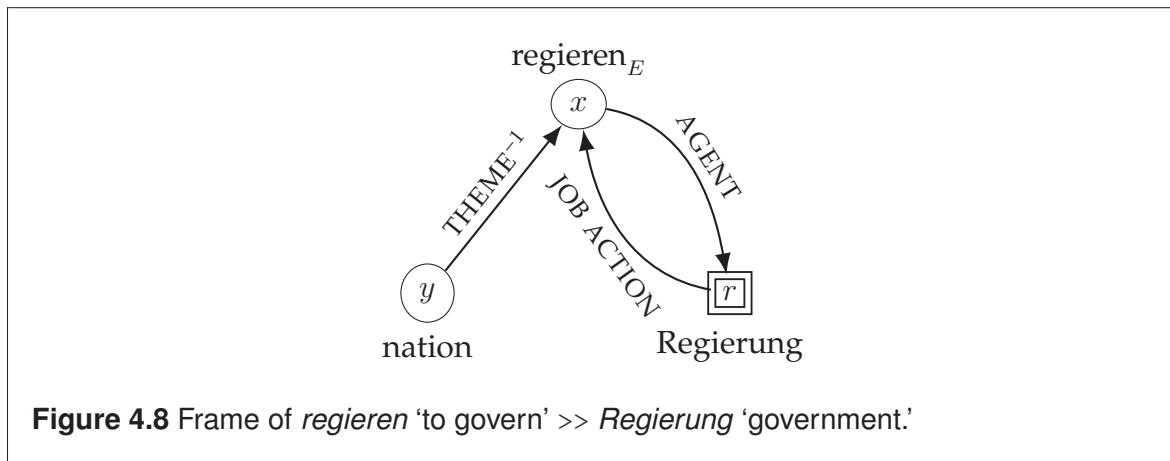 regieren_E
x
THEME⁻¹
JOB ACTION
AGENT
y
r
nation
Regierung
Figure 4.8 Frame of regieren ‘to govern’ >> Regierung ‘government.’